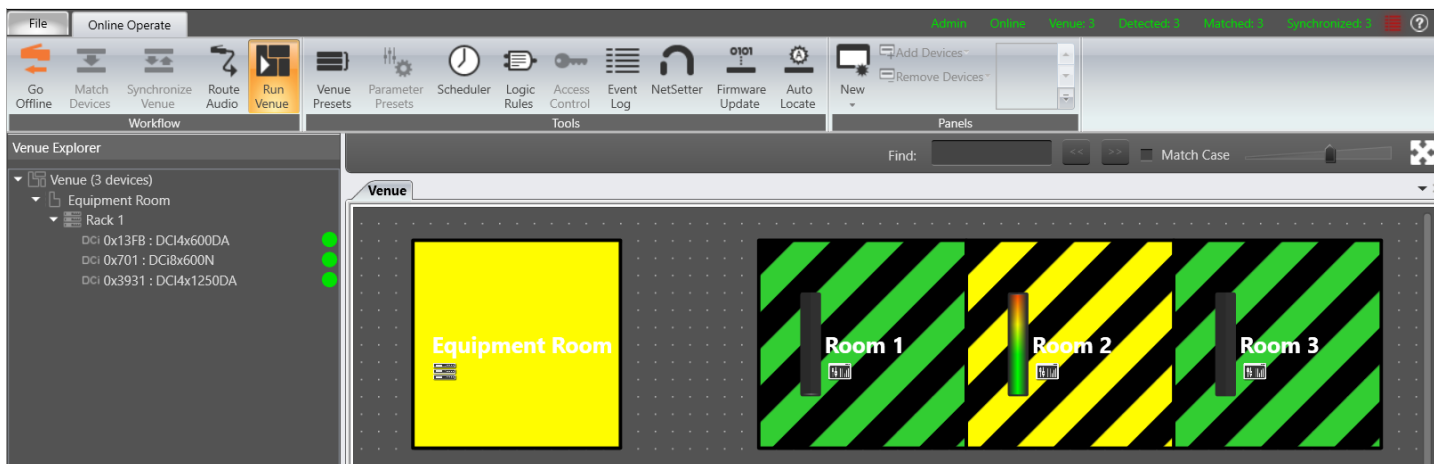 File
Online Operate
Admin
Online
Venue: 3
Detected: 3
Matched: 3
Synchronized: 3
?
Go Offline
Match Devices
Synchronize Venue
Route Audio
Run Venue
Workflow
Venue Presets
Parameter Presets
Scheduler
Logic Rules
Access Control
Event Log
NetSetter
0101
Firmware Update
A
Auto Locate
Tools
New
Add Devices
Remove Devices
Panels
Venue Explorer
Venue (3 devices)
Equipment Room
Rack 1
DCi 0x13FB : DCI4x600DA
DCi 0x701 : DCi8x600N
DCi 0x3931 : DCI4x1250DA
Find:
<<
>>
Match Case
Venue
Equipment Room
Room 1
Room 2
Room 3